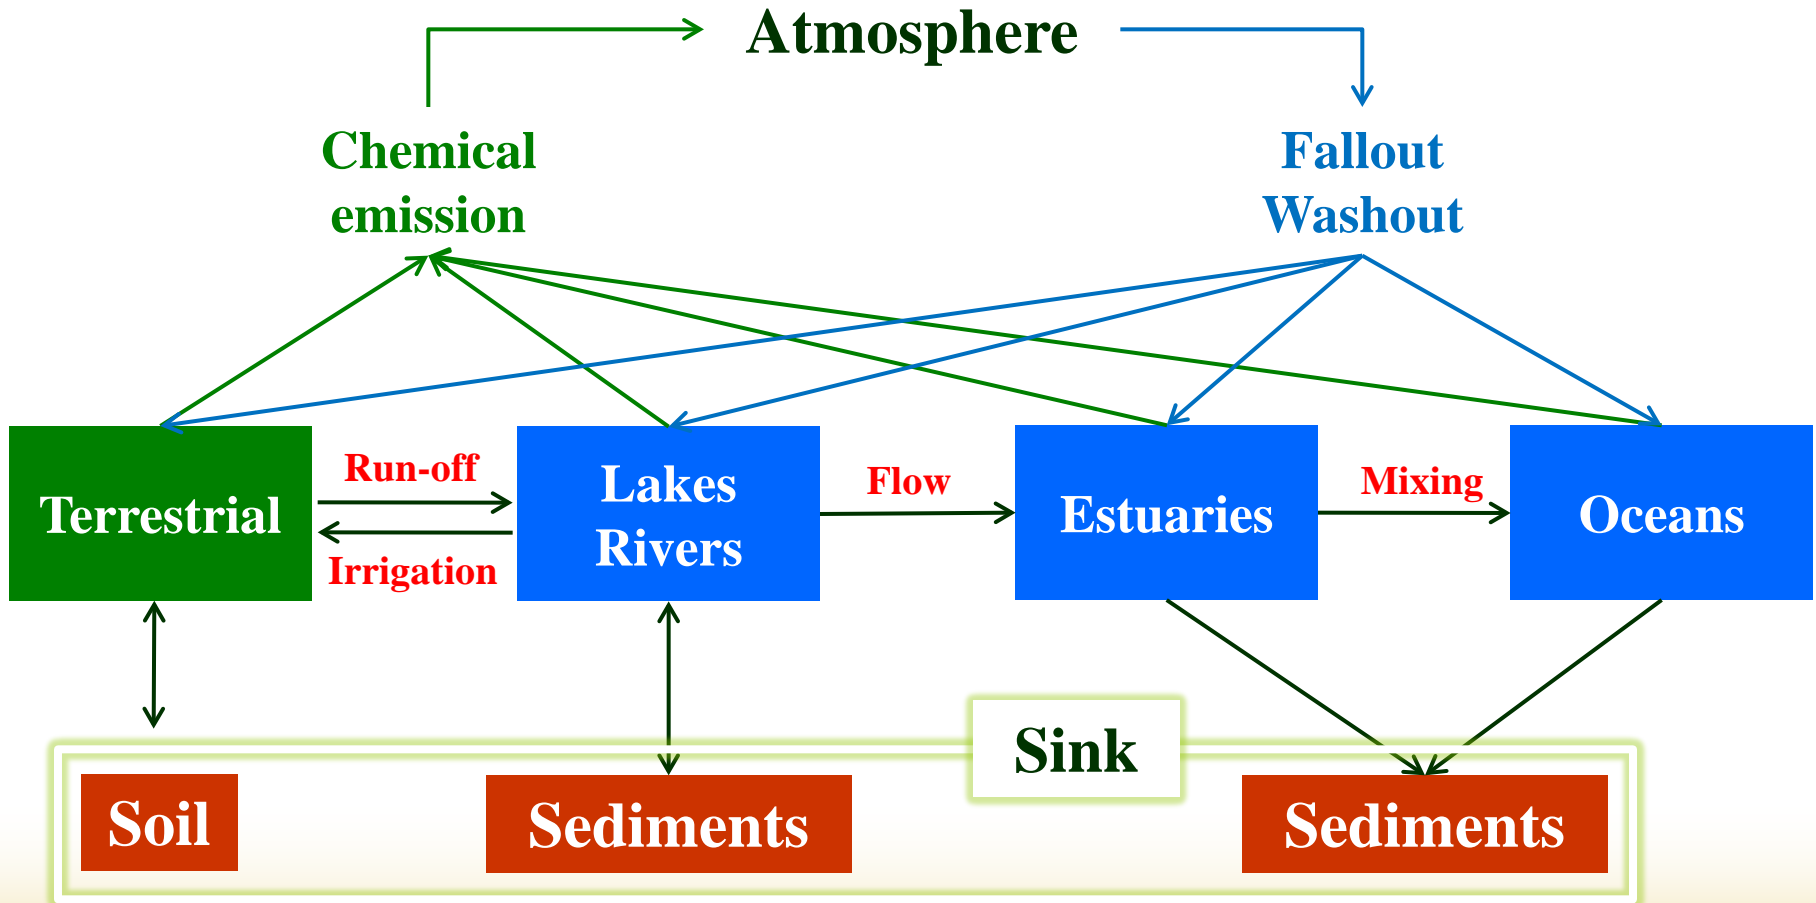 Atmosphere
Chemical
emission
Fallout
Washout
Terrestrial
Run-off
Irrigation
Lakes
Rivers
Flow
Estuaries
Mixing
Oceans
Sink
Soil
Sediments
Sediments